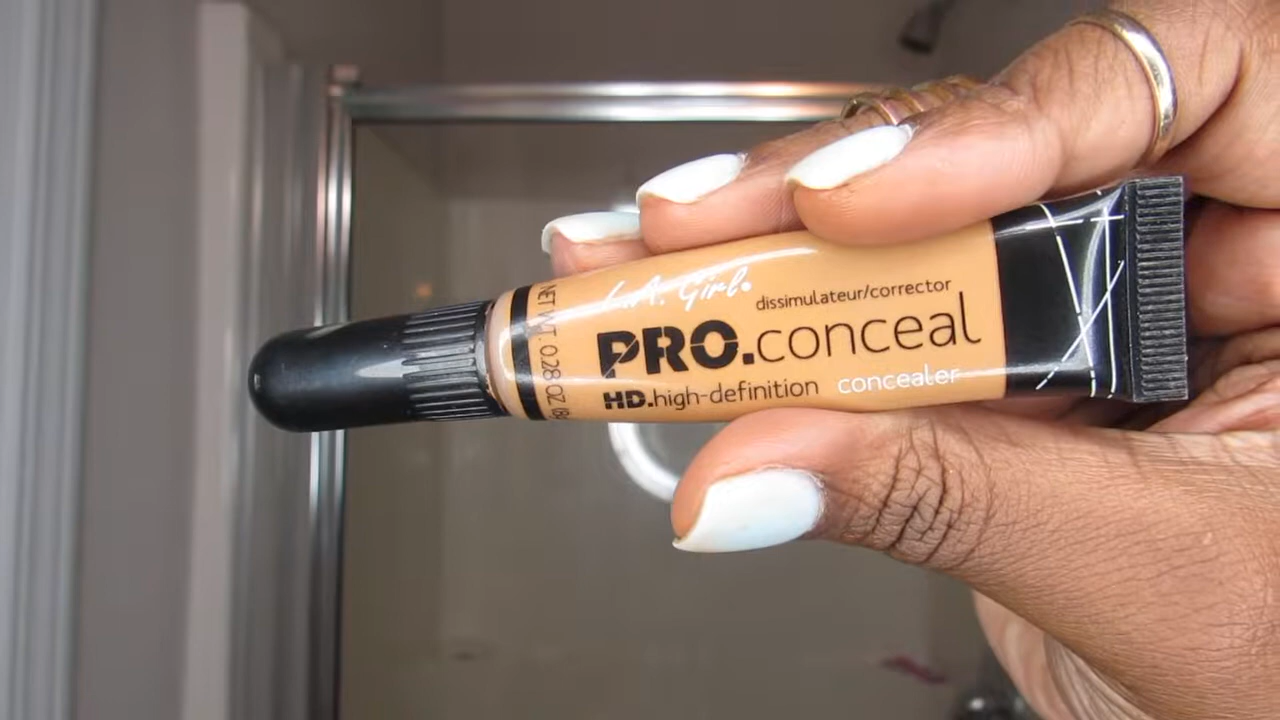 L.A. Girl
dissimulateur/corrector
PRO.conceal
HD.high-definition concealer
NET WT. 0.28 OZ